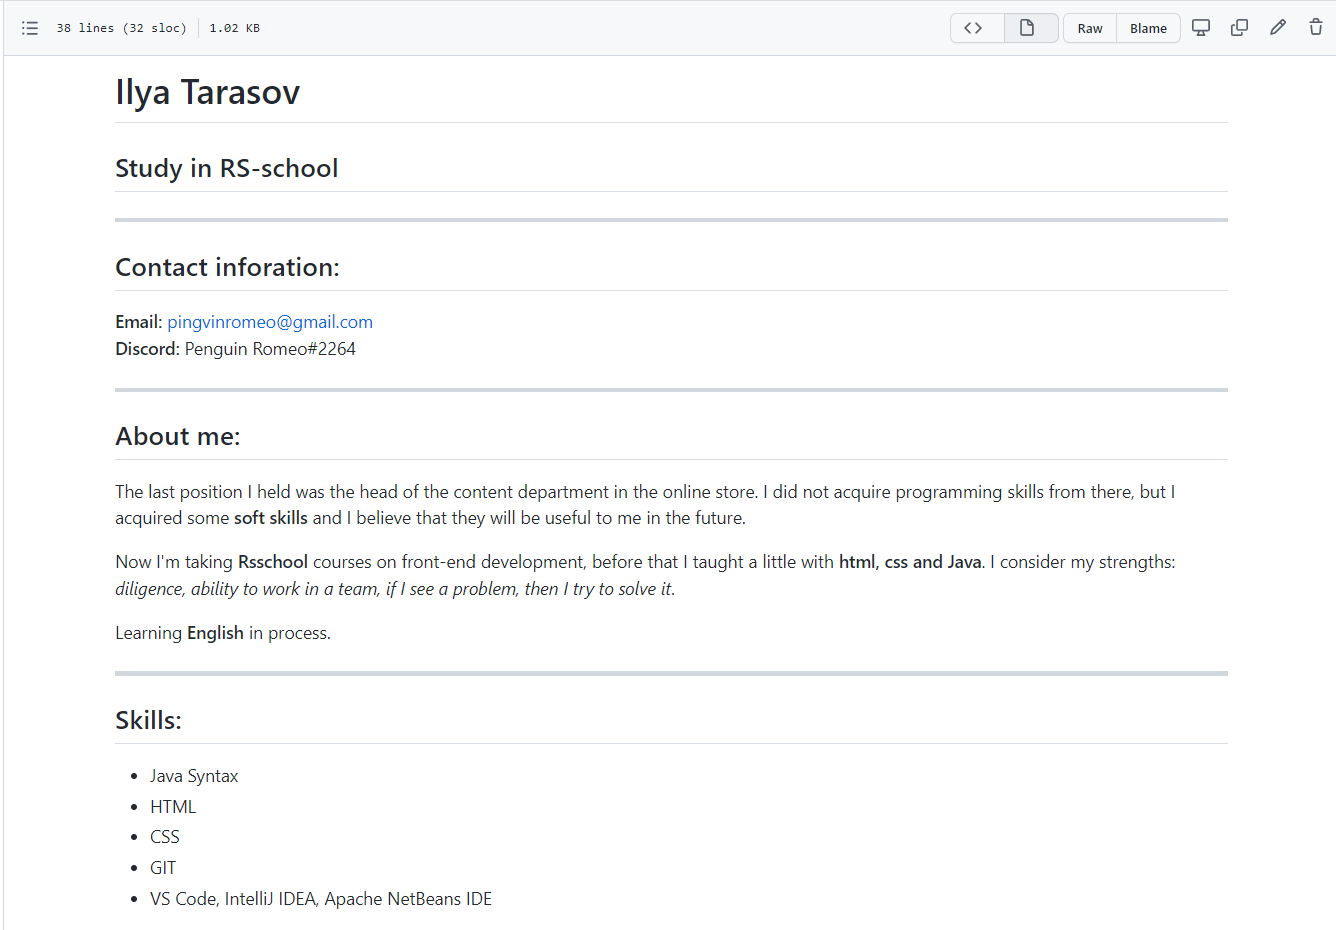 38 lines (32 sloc) 1.02 KB Raw Blame
Ilya Tarasov
Study in RS-school
Contact inforation:
Email: pingvinromeo@gmail.com
Discord: Penguin Romeo#2264
About me:
The last position I held was the head of the content department in the online store. I did not acquire programming skills from there, but I
acquired some soft skills and I believe that they will be useful to me in the future.
Now I'm taking Rsschool courses on front-end development, before that I taught a little with html, css and Java. I consider my strengths:
diligence, ability to work in a team, if I see a problem, then I try to solve it.
Learning English in process.
Skills:
• Java Syntax
• HTML
• CSS
• GIT
• VS Code, IntelliJ IDEA, Apache NetBeans IDE